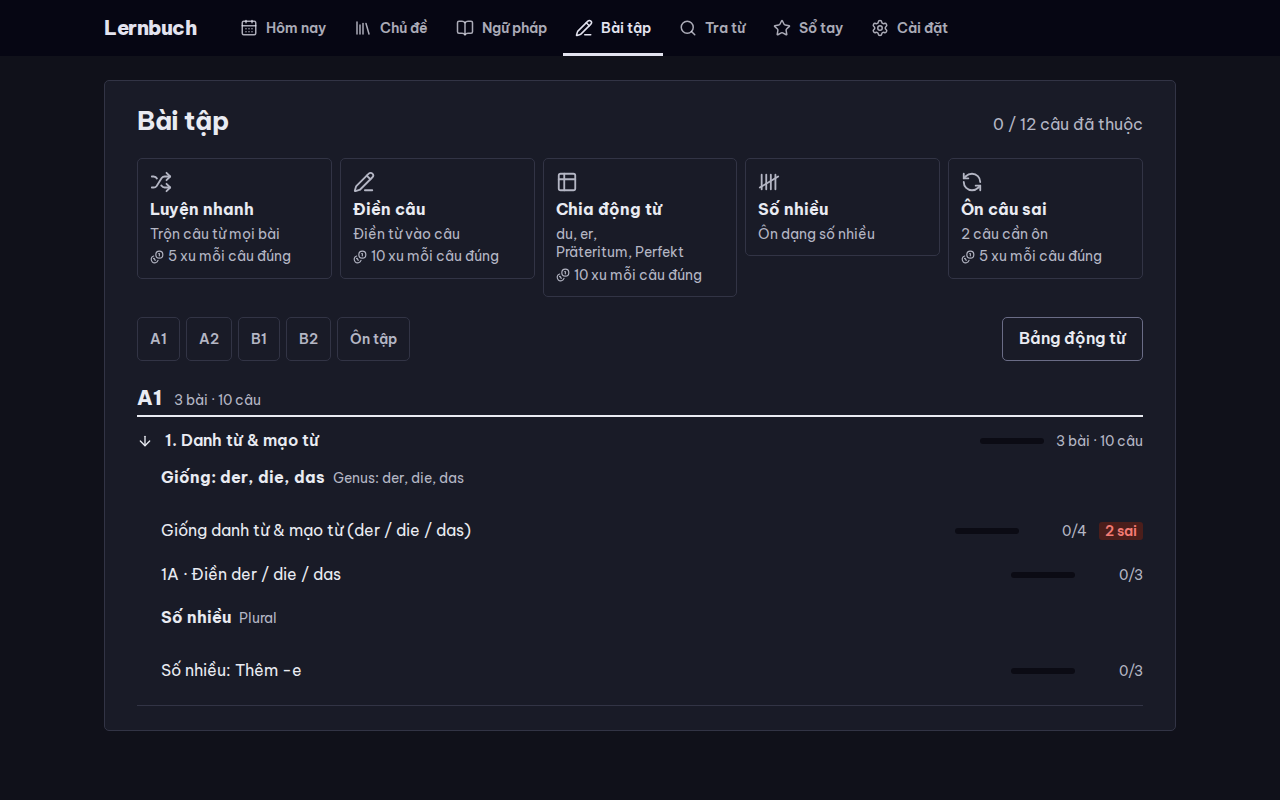 Lernbuch
Hôm nay
Chủ đề
Ngữ pháp
Bài tập
Tra từ
Sổ tay
Cài đặt
Bài tập
0 / 12 câu đã thuộc
Luyện nhanh
Trộn câu từ mọi bài
5 xu mỗi câu đúng
Điền câu
Điền từ vào câu
10 xu mỗi câu đúng
Chia động từ
du, er,
Präteritum, Perfekt
10 xu mỗi câu đúng
Số nhiều
Ôn dạng số nhiều
Ôn câu sai
2 câu cần ôn
5 xu mỗi câu đúng
A1
A2
B1
B2
Ôn tập
Bảng động từ
A1 3 bài · 10 câu
1. Danh từ & mạo từ 3 bài · 10 câu
Giống: der, die, das Genus: der, die, das
Giống danh từ & mạo từ (der / die / das) 0/4 2 sai
1A · Điền der / die / das 0/3
Số nhiều Plural
Số nhiều: Thêm -e 0/3